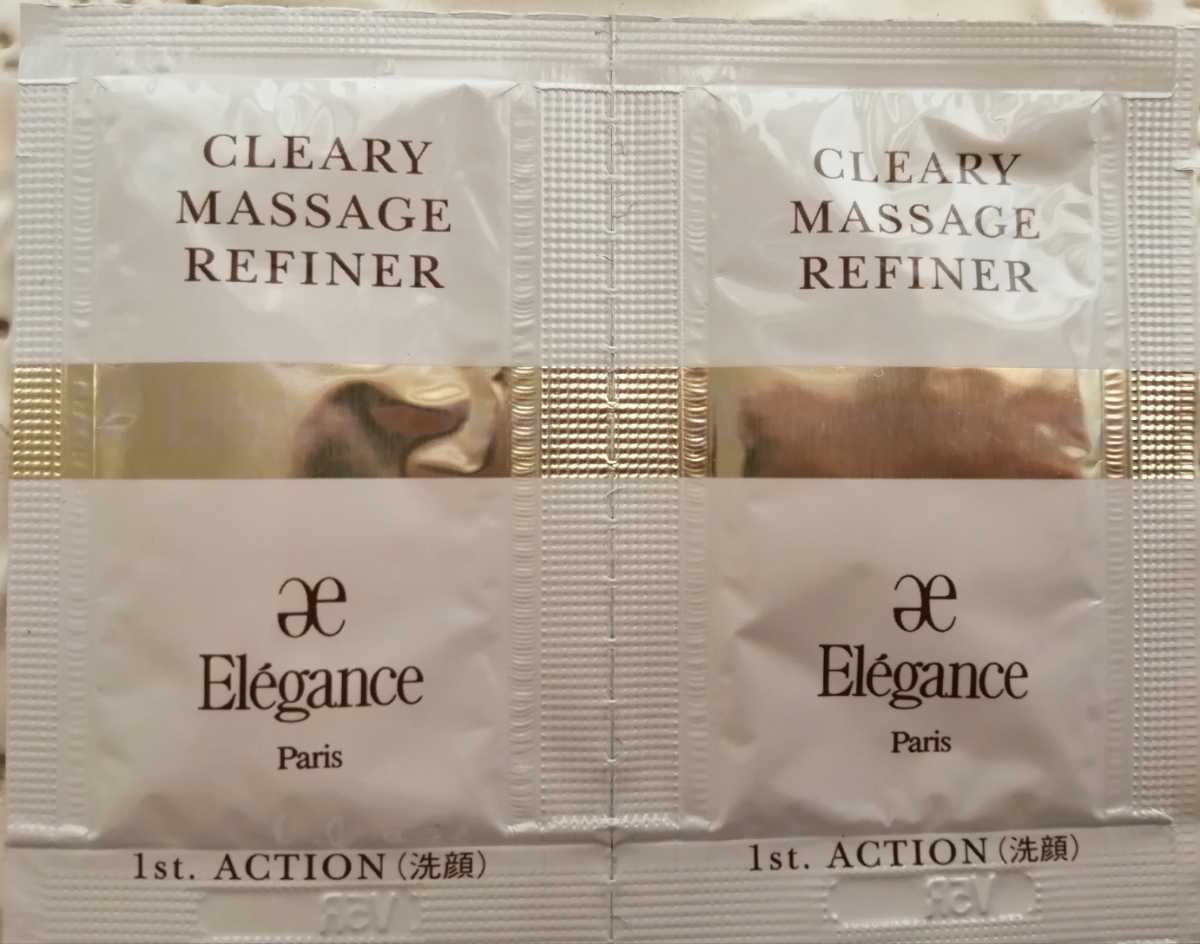 CLEARY
MASSAGE
REFINER
æ
Elégance
Paris
1st. ACTION(洗顔)
CLEARY
MASSAGE
REFINER
æ
Elégance
Paris
1st. ACTION(洗顔)